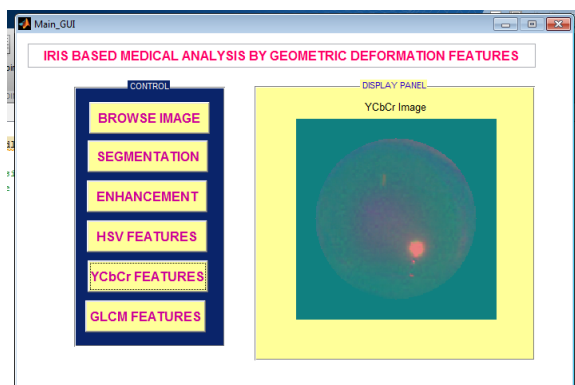 Main_GUI
IRIS BASED MEDICAL ANALYSIS BY GEOMETRIC DEFORMATION FEATURES
CONTROL
BROWSE IMAGE
SEGMENTATION
ENHANCEMENT
HSV FEATURES
YCbCr FEATURES
GLCM FEATURES
DISPLAY PANEL
YCbCr Image